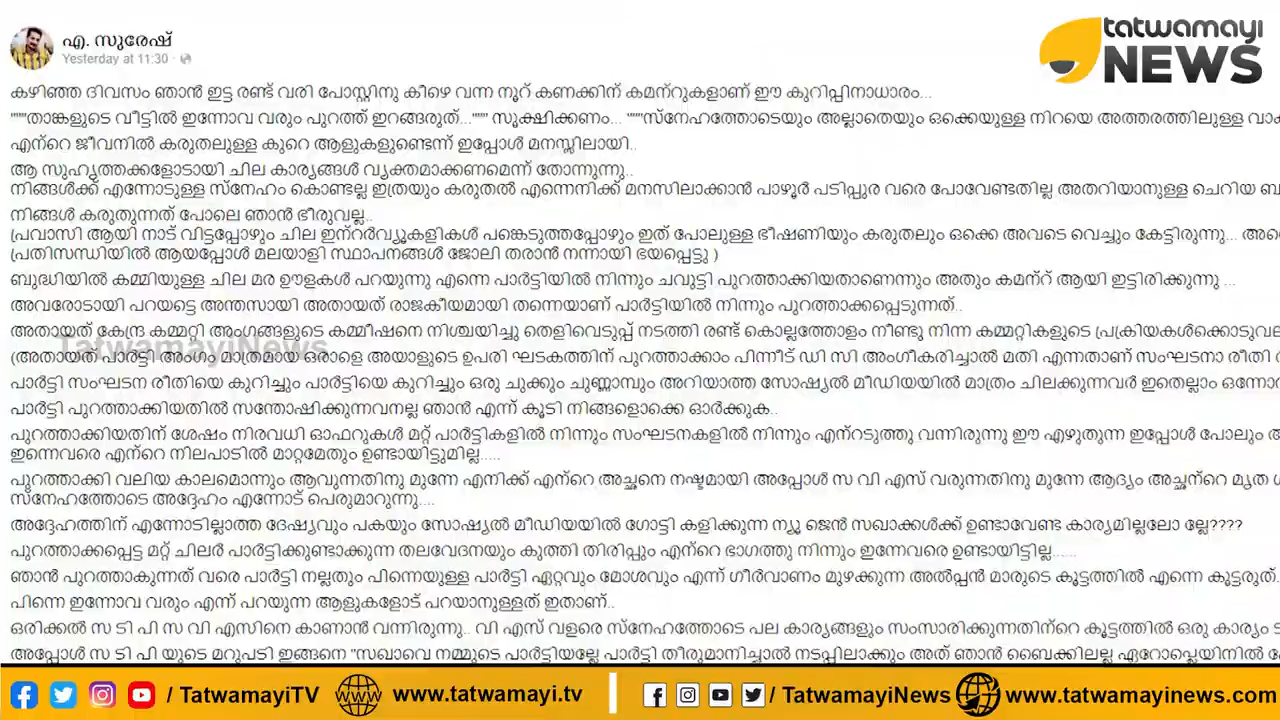 tatwamayi
NEWS
എ. സുരേഷ്
Yesterday at 11:30 ·
കഴിഞ്ഞ ദിവസം ഞാൻ ഇട്ട രണ്ട് വരി പോസ്റ്റിനു കീഴെ വന്ന നൂറ് കണക്കിന് കമന്റുകളാണ് ഈ കുറിപ്പിനാധാരം...
""""താങ്കളുടെ വീട്ടിൽ ഇന്നോവ വരും പുറത്ത് ഇറങ്ങരുത്..."""" സൂക്ഷിക്കണം... """"സ്നേഹത്തോടെയും അല്ലാതെയും ഒക്കെയുള്ള നിറയെ അത്തരത്തിലുള്ള
എന്റെ ജീവനിൽ കരുതലുള്ള കുറെ ആളുകളുണ്ടെന്ന് ഇപ്പോൾ മനസ്സിലായി..
ആ സുഹൃത്തക്കളോടായി ചില കാര്യങ്ങൾ വ്യക്തമാക്കണമെന്ന് തോന്നുന്നു..
നിങ്ങൾക്ക് എന്നോടുള്ള സ്നേഹം കൊണ്ടല്ല ഇത്രയും കരുതൽ എന്നെനിക്ക് മനസിലാക്കാൻ പാഴൂർ പടിപ്പുര വരെ പോവേണ്ടതില്ല അതറിയാനുള്ള ചെറിയ
നിങ്ങൾ കരുതുന്നത് പോലെ ഞാൻ ഭീരുവല്ല..
പ്രവാസി ആയി നാട് വിട്ടപ്പോഴും ചില ഇന്റർവ്യൂകളികൾ പങ്കെടുത്തപ്പോഴും ഇത് പോലുള്ള ഭീഷണിയും കരുതലും ഒക്കെ അവടെ വെച്ചും കേട്ടിരുന്നു...
പ്രതിസന്ധിയിൽ ആയപ്പോൾ മലയാളി സ്ഥാപനങ്ങൾ ജോലി തരാൻ നന്നായി ഭയപ്പെട്ടു )
ബുദ്ധിയിൽ കമ്മിയുള്ള ചില മര ഊളകൾ പറയുന്നു എന്നെ പാർട്ടിയിൽ നിന്നും ചവുട്ടി പുറത്താക്കിയതാണെന്നും അതും കമന്റ് ആയി ഇട്ടിരിക്കുന്നു ...
അവരോടായി പറയട്ടെ അന്തസായി അതായത് രാജകീയമായി തന്നെയാണ് പാർട്ടിയിൽ നിന്നും പുറത്താക്കപ്പെടുന്നത്..
അതായത് കേന്ദ്ര കമ്മറ്റി അംഗങ്ങളുടെ കമ്മീഷനെ നിശ്ചയിച്ചു തെളിവെടുപ്പ് നടത്തി രണ്ട് കൊല്ലത്തോളം നീണ്ടു നിന്ന കമ്മറ്റികളുടെ
TatwamayiNews
(അതായത് പാർട്ടി അംഗം മാത്രമായ ഒരാളെ അയാളുടെ ഉപരി ഘടകത്തിന് പുറത്താക്കാം പിന്നീട് ഡി സി അംഗീകരിച്ചാൽ മതി എന്നതാണ് സംഘടനാ രീതി
പാർട്ടി സംഘടന രീതിയെ കുറിച്ചും പാർട്ടിയെ കുറിച്ചും ഒരു ചുക്കും ചുണ്ണാമ്പും അറിയാത്ത സോഷ്യൽ മീഡിയയിൽ മാത്രം ചിലക്കുന്നവർ ഇതെല്ലാം
പാർട്ടി പുറത്താക്കിയതിൽ സന്തോഷിക്കുന്നവനല്ല ഞാൻ എന്ന് കൂടി നിങ്ങളൊക്കെ ഓർക്കുക..
പുറത്താക്കിയതിന് ശേഷം നിരവധി ഓഫറുകൾ മറ്റ് പാർട്ടികളിൽ നിന്നും സംഘടനകളിൽ നിന്നും എന്റടുത്തു വന്നിരുന്നു ഈ എഴുതുന്ന ഇപ്പോൾ പോലും
ഇന്നെവരെ എന്റെ നിലപാടിൽ മാറ്റമേതും ഉണ്ടായിട്ടുമില്ല.....
പുറത്താക്കി വലിയ കാലമൊന്നും ആവുന്നതിനു മുന്നേ എനിക്ക് എന്റെ അച്ഛനെ നഷ്ടമായി അപ്പോൾ സ വി എസ് വരുന്നതിനു മുന്നേ ആദ്യം അച്ഛന്റെ മൃത
സ്നേഹത്തോടെ അദ്ദേഹം എന്നോട് പെരുമാറുന്നു....
അദ്ദേഹത്തിന് എന്നോടില്ലാത്ത ദേഷ്യവും പകയും സോഷ്യൽ മീഡിയയിൽ ഗോട്ടി കളിക്കുന്ന ന്യൂ ജെൻ സഖാക്കൾക്ക് ഉണ്ടാവേണ്ട കാര്യമില്ലലോ ല്ലേ????
പുറത്താക്കപ്പെട്ട മറ്റ് ചിലർ പാർട്ടിക്കുണ്ടാക്കുന്ന തലവേദനയും കുത്തി തിരിപ്പും എന്റെ ഭാഗത്തു നിന്നും ഇന്നേവരെ ഉണ്ടായിട്ടില്ല......
ഞാൻ പുറത്താകുന്നത് വരെ പാർട്ടി നല്ലതും പിന്നെയുള്ള പാർട്ടി ഏറ്റവും മോശവും എന്ന് ഗീർവാണം മുഴക്കുന്ന അൽപ്പൻ മാരുടെ കൂട്ടത്തിൽ എന്നെ കൂട്ടരുത്.
പിന്നെ ഇന്നോവ വരും എന്ന് പറയുന്ന ആളുകളോട് പറയാനുള്ളത് ഇതാണ്..
ഒരിക്കൽ സ ടി പി സ വി എസിനെ കാണാൻ വന്നിരുന്നു.. വി എസ് വളരെ സ്നേഹത്തോടെ പല കാര്യങ്ങളും സംസാരിക്കുന്നതിന്റെ കൂട്ടത്തിൽ ഒരു കാര്യം
അപ്പോൾ സ ടി പി യുടെ മറുപടി ഇങ്ങനെ "സഖാവെ നമ്മുടെ പാർട്ടിയല്ലേ പാർട്ടി തീരുമാനിച്ചാൽ നടപ്പിലാക്കും അത് ഞാൻ ബൈക്കിലല്ല ഏറോപ്ലെയിനിൽ
/ TatwamayiTV www.tatwamayi.tv / TatwamayiNews www.tatwamayinews.com